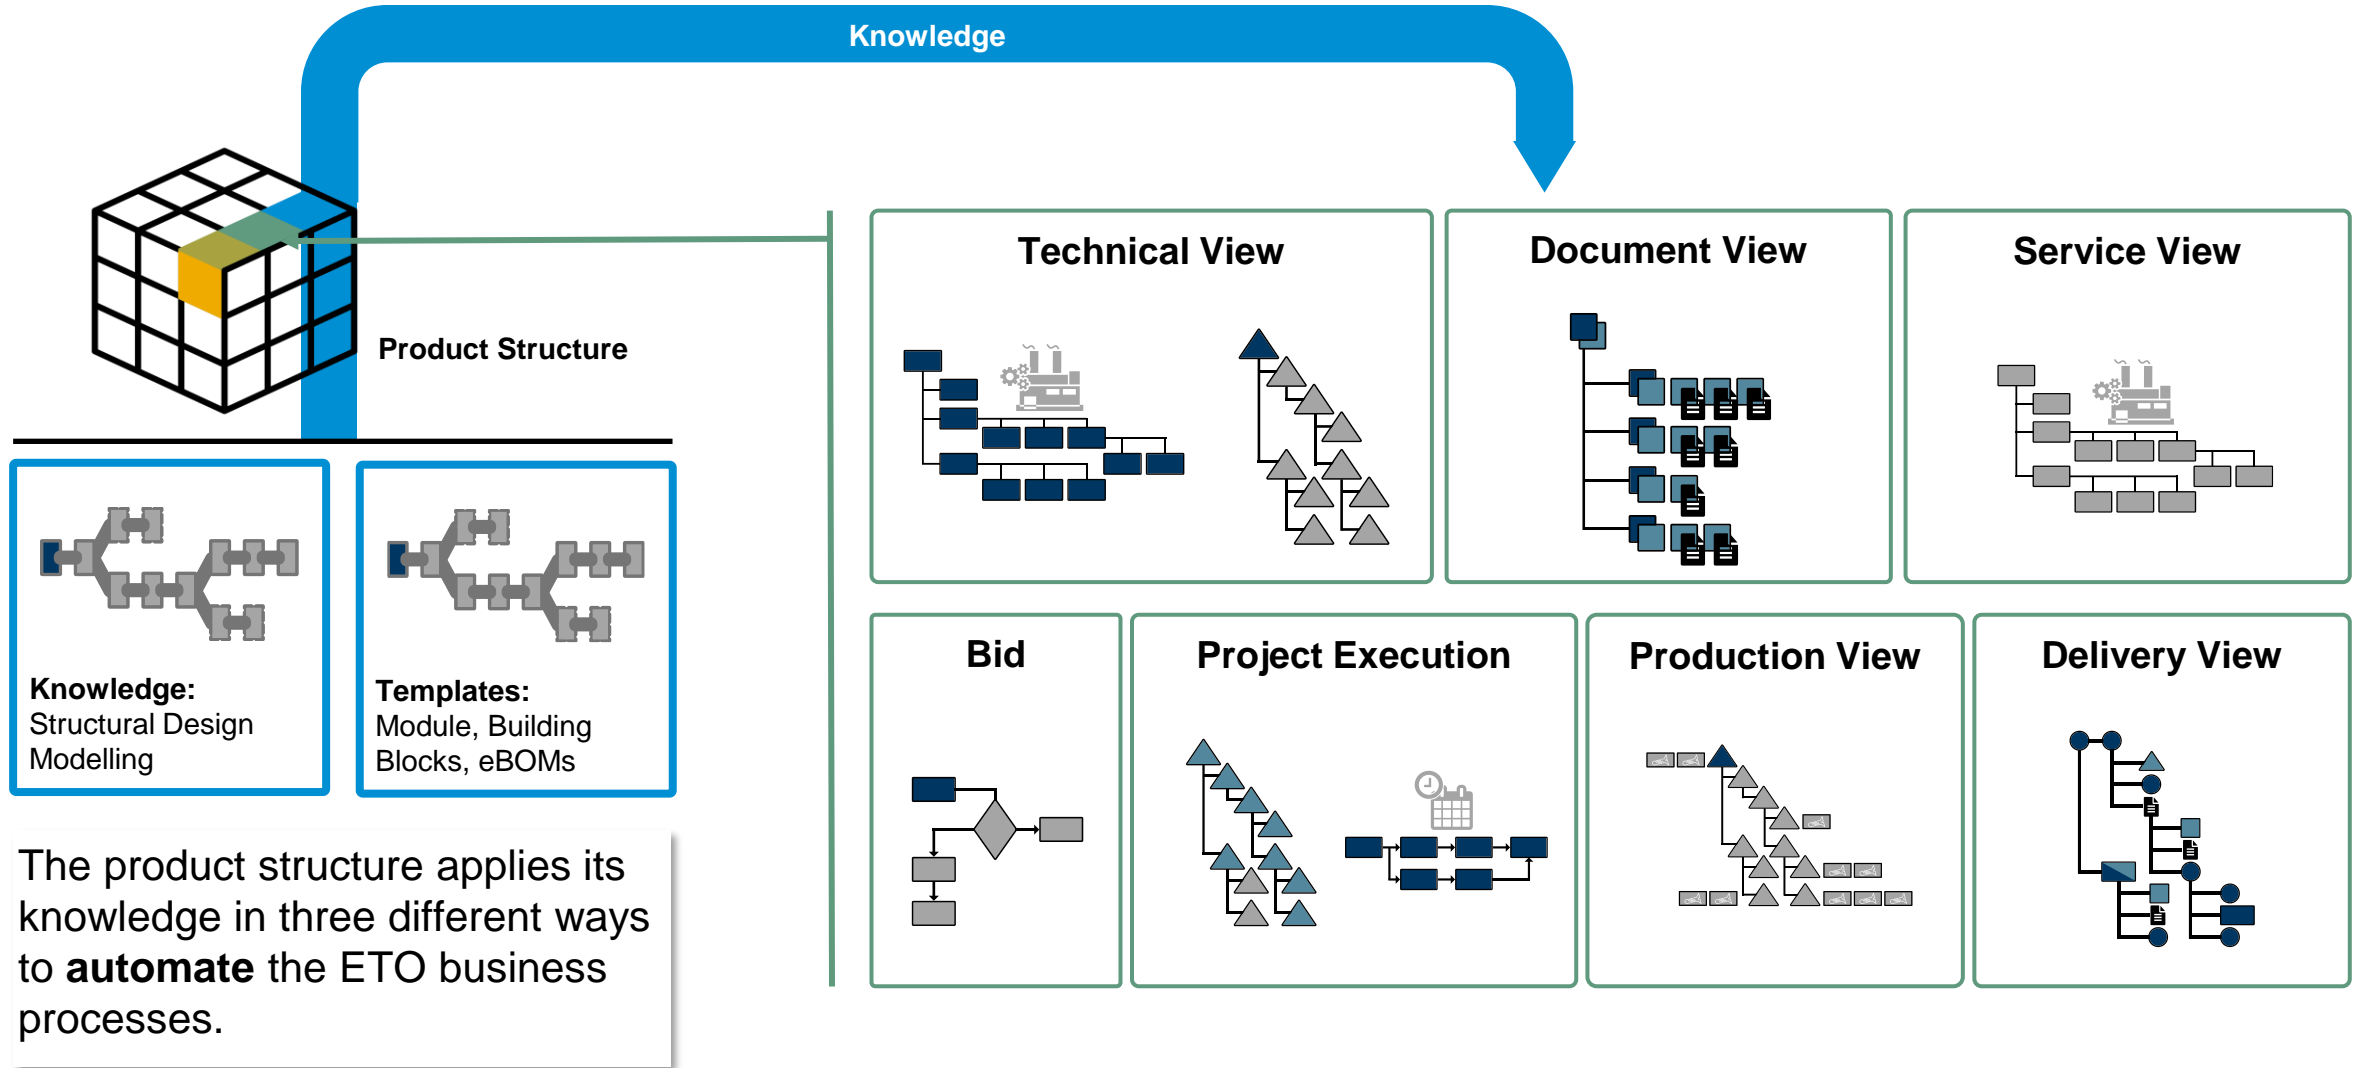 Knowledge
Product Structure
Technical View
Document View
Service View
Knowledge:
Structural Design
Modelling
Templates:
Module, Building
Blocks, eBOMs
Bid
Project Execution
Production View
Delivery View
The product structure applies its
knowledge in three different ways
to automate the ETO business
processes.